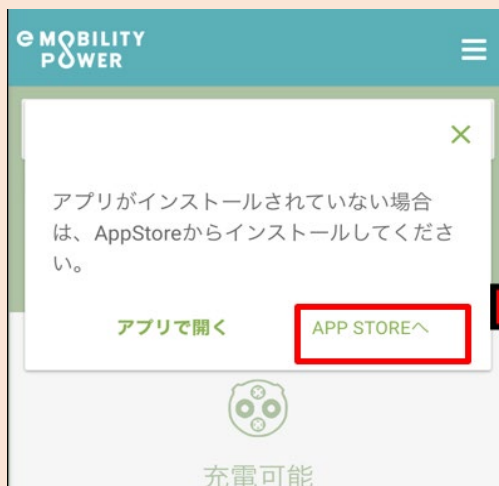 e MOBILITY
POWER
アプリがインストールされていない場合
は、AppStoreからインストールしてくださ
い。
アプリで開く APP STOREへ
充電可能